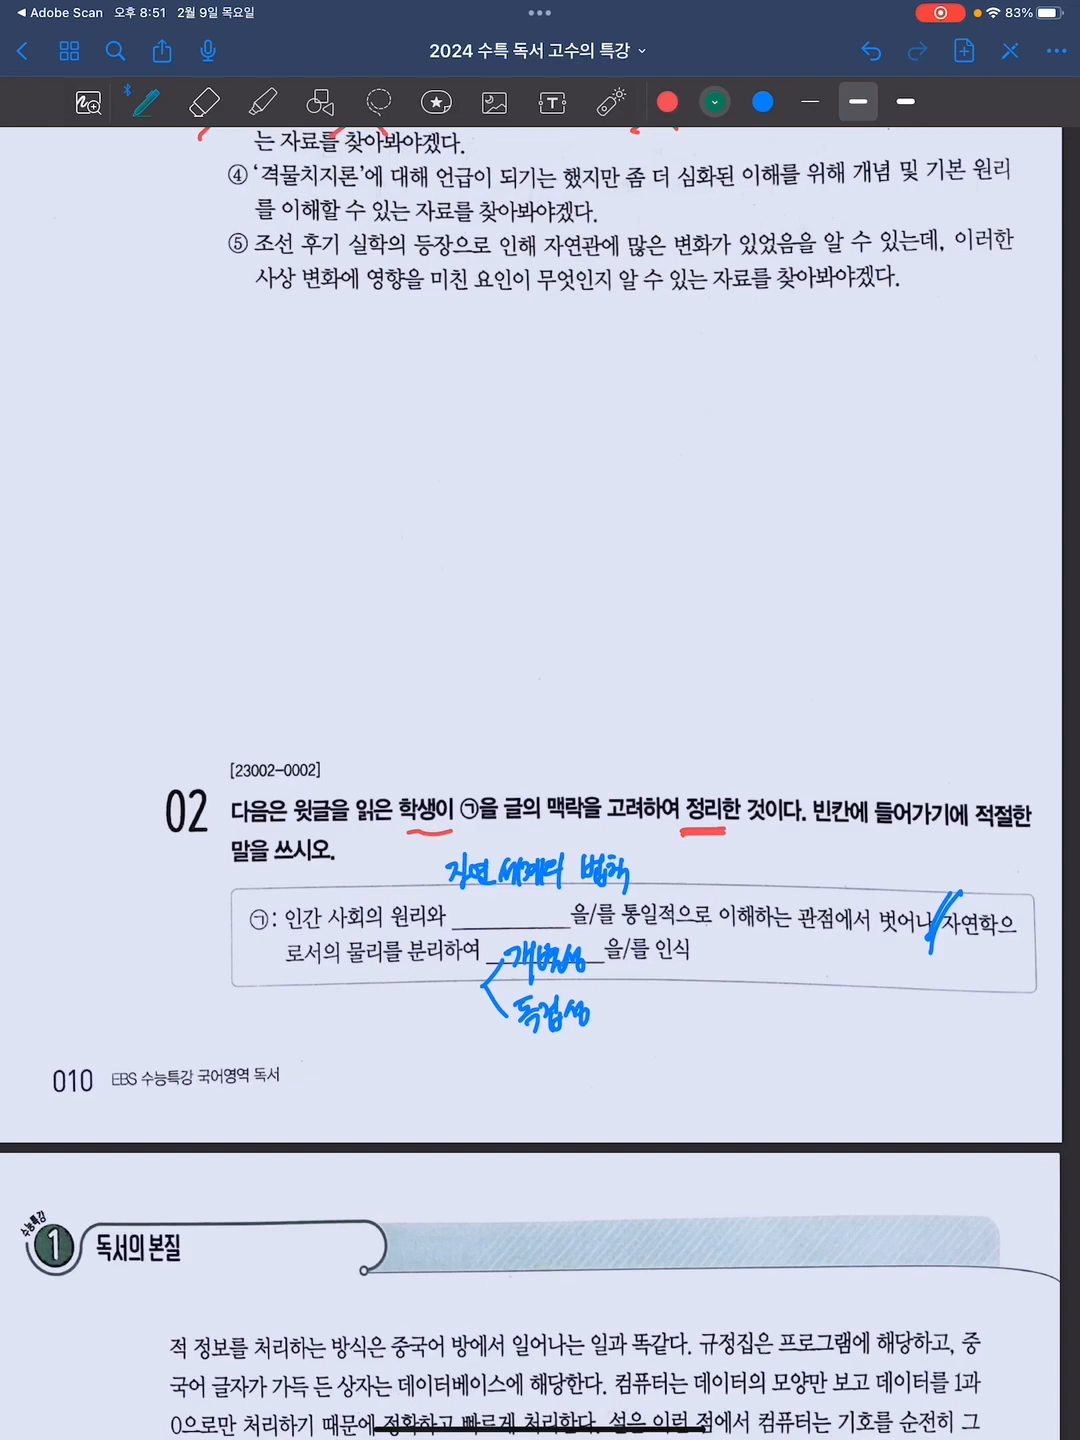 ◀ Adobe Scan 오후 8:51 2월 9일 목요일
83%
2024 수특 독서 고수의 특강
는 자료를 찾아봐야겠다.
④ ‘격물치지론’에 대해 언급이 되기는 했지만 좀 더 심화된 이해를 위해 개념 및 기본 원리
를 이해할 수 있는 자료를 찾아봐야겠다.
⑤ 조선 후기 실학의 등장으로 인해 자연관에 많은 변화가 있었음을 알 수 있는데, 이러한
사상 변화에 영향을 미친 요인이 무엇인지 알 수 있는 자료를 찾아봐야겠다.
[23002-0002]
02 다음은 윗글을 읽은 학생이 ㉠을 글의 맥락을 고려하여 정리한 것이다. 빈칸에 들어가기에 적절한
말을 쓰시오.
자연 세계의 법칙
㉠: 인간 사회의 원리와 을/를 통일적으로 이해하는 관점에서 벗어나 자연학으
로서의 물리를 분리하여 개별성 을/를 인식
독립성
010 EBS 수능특강 국어영역 독서
수능특강
1 독서의 본질
적 정보를 처리하는 방식은 중국어 방에서 일어나는 일과 똑같다. 규정집은 프로그램에 해당하고, 중
국어 글자가 가득 든 상자는 데이터베이스에 해당한다. 컴퓨터는 데이터의 모양만 보고 데이터를 1과
0으로만 처리하기 때문에 정확하고 빠르게 처리한다. 설은 이런 점에서 컴퓨터는 기호를 순전히 그